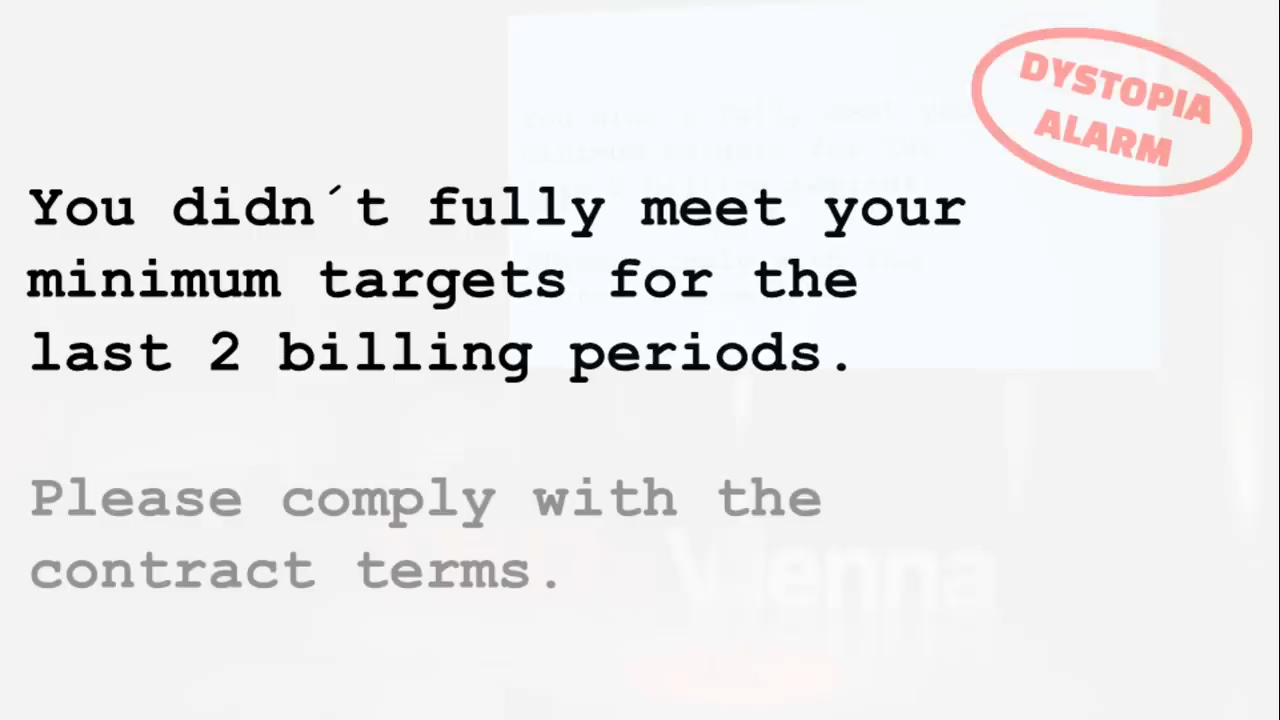 DYSTOPIA
ALARM
You didn´t fully meet your
minimum targets for the
last 2 billing periods.
Please comply with the
contract terms.
Vienna